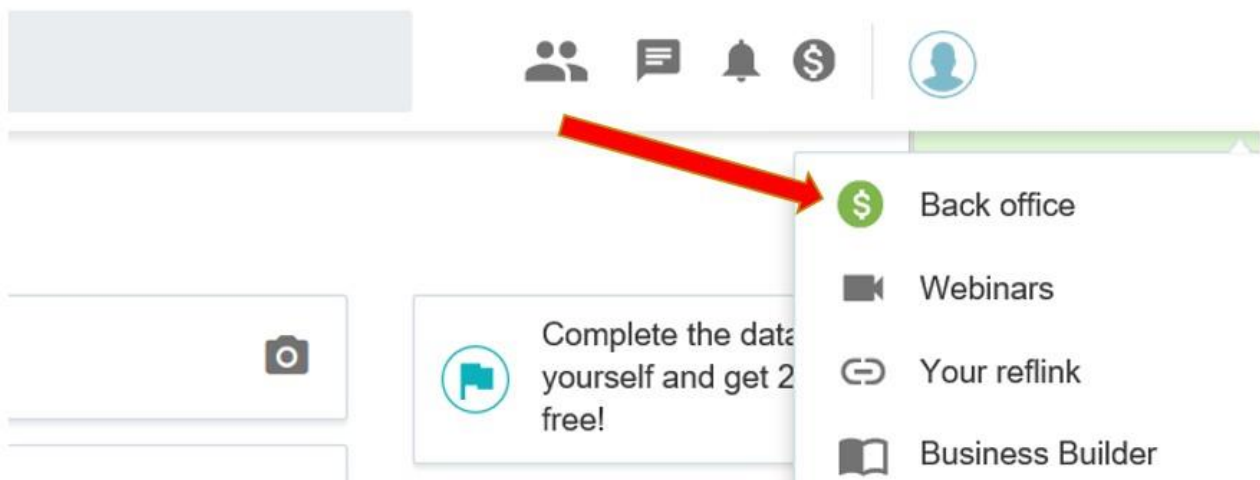 Back office
Webinars
Complete the data
yourself and get 2
free!
Your reflink
Business Builder